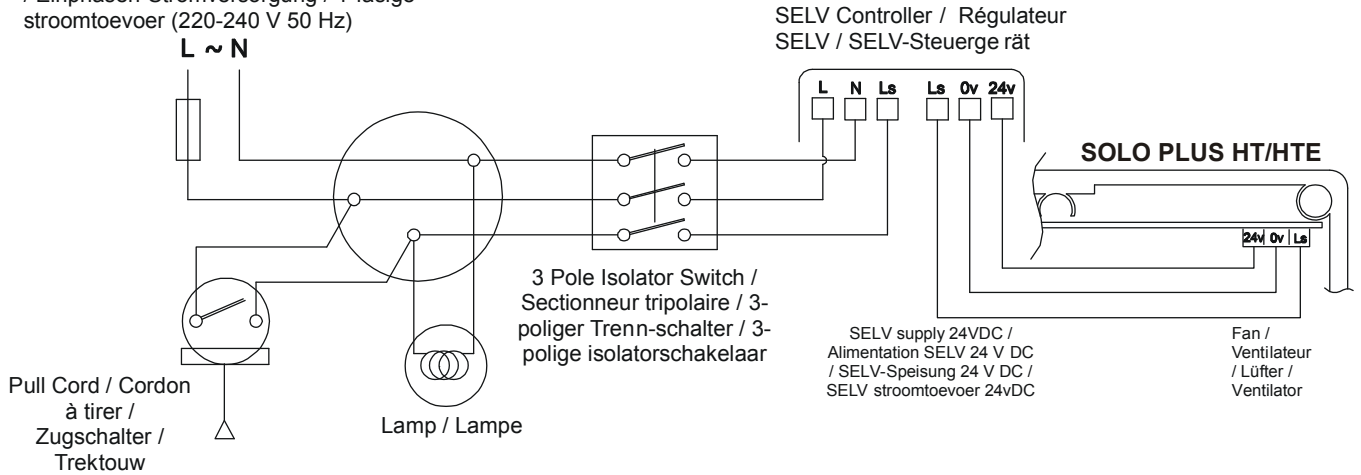 / Einphasen-Stromversorgung / 1-fasige
stroomtoevoer (220-240 V 50 Hz)
L ~ N
SELV Controller / Régulateur
SELV / SELV-Steuerge rät
L N Ls Ls 0v 24v
SOLO PLUS HT/HTE
24v 0v Ls
3 Pole Isolator Switch /
Sectionneur tripolaire / 3-
poliger Trenn-schalter / 3-
polige isolatorschakelaar
SELV supply 24VDC /
Alimentation SELV 24 V DC
/ SELV-Speisung 24 V DC /
SELV stroomtoevoer 24vDC
Fan /
Ventilateur
/ Lüfter /
Ventilator
Pull Cord / Cordon
à tirer /
Zugschalter /
Trektouw
Lamp / Lampe